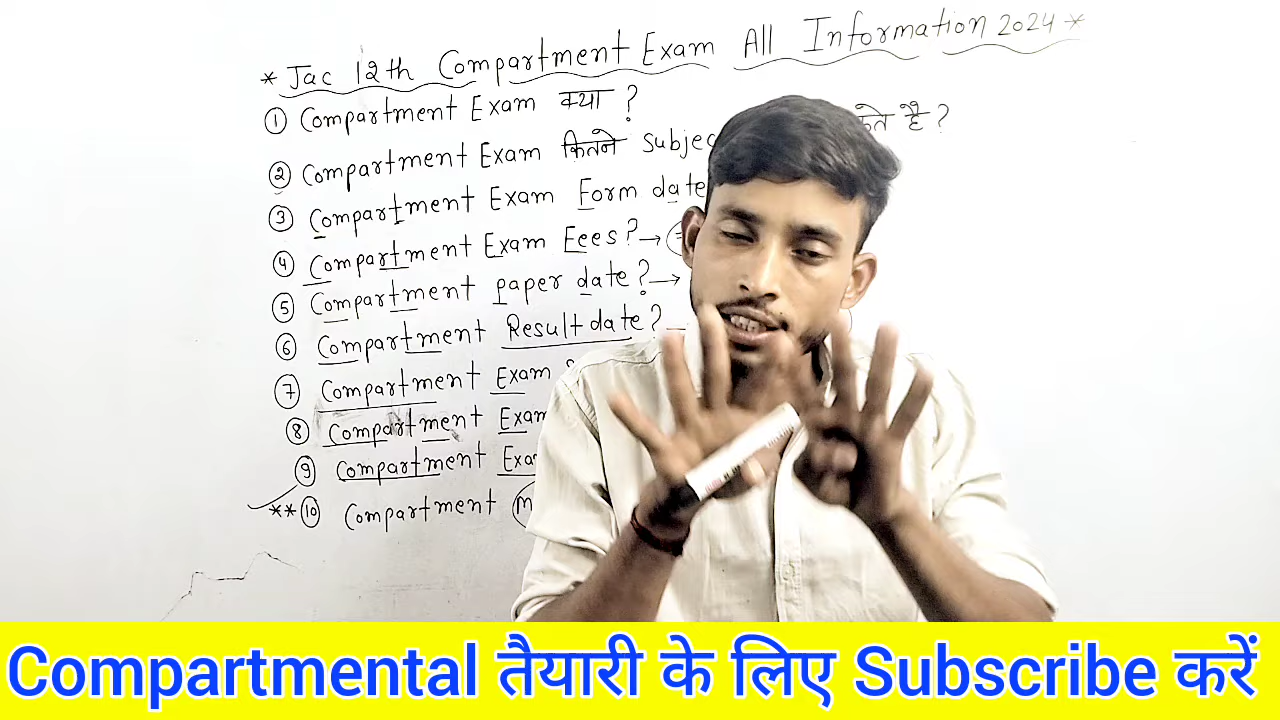 * Jac 12th Compartment Exam All Information 2024 *
① Compartment Exam क्या ?
② Compartment Exam कितने subjec है ?
③ Compartment Exam Form date
④ Compartment Exam Fees? →
⑤ Compartment paper date? →
⑥ Compartment Result date?
⑦ Compartment Exam
⑧ Compartment Exam
⑨ Compartment Exa
** ⑩ Compartment
Compartmental तैयारी के लिए Subscribe करें